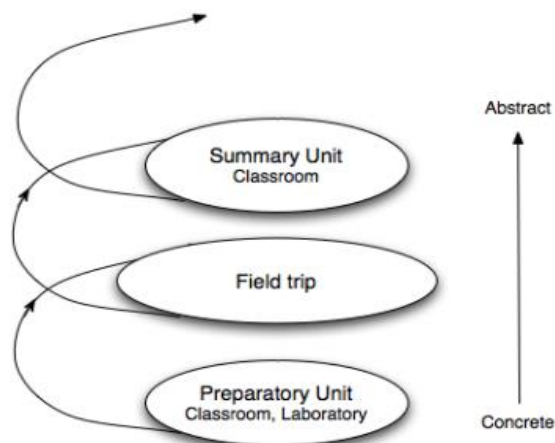 Abstract
Summary Unit
Classroom
Field trip
Preparatory Unit
Classroom, Laboratory
Concrete